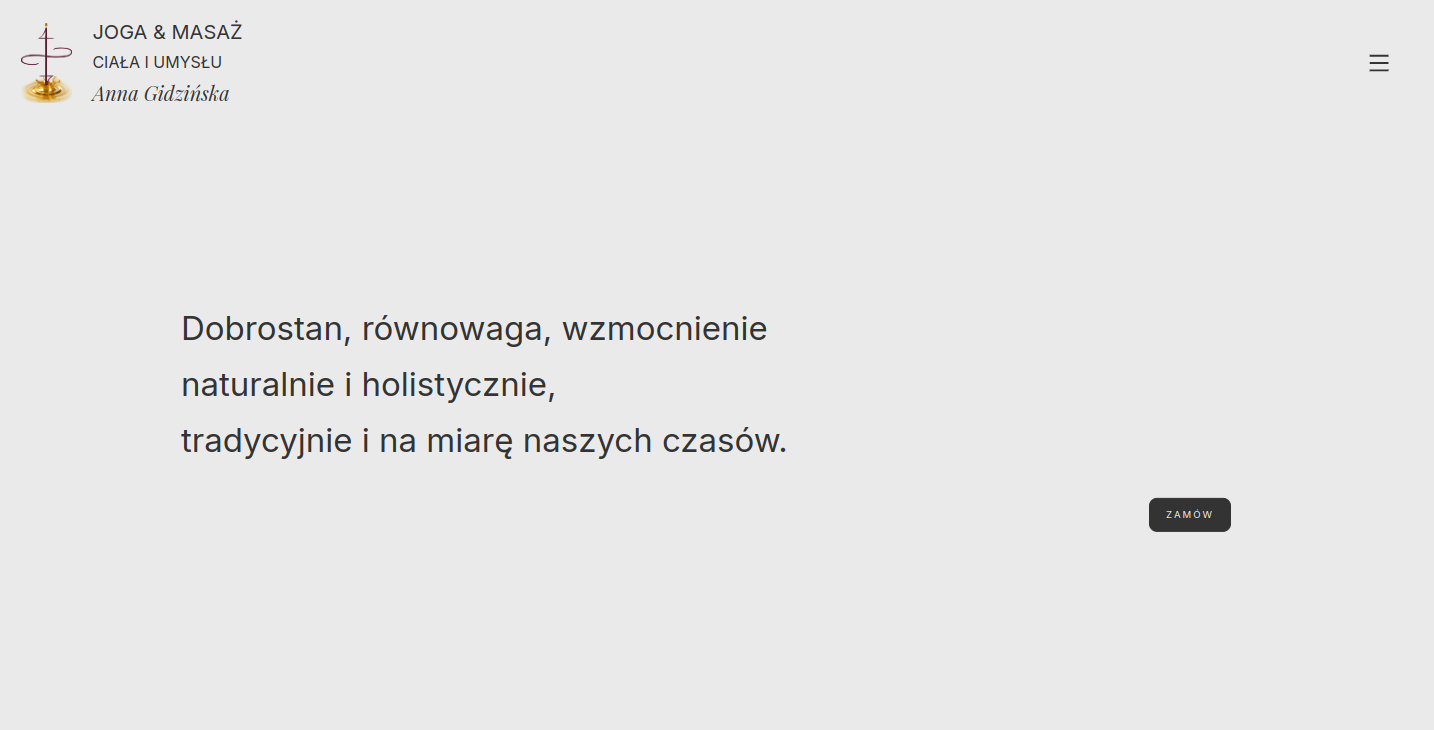 JOGA & MASAŻ
CIAŁA I UMYSŁU
Anna Gidzińska
Dobrostan, równowaga, wzmocnienie
naturalnie i holistycznie,
tradycyjnie i na miarę naszych czasów.
ZAMÓW